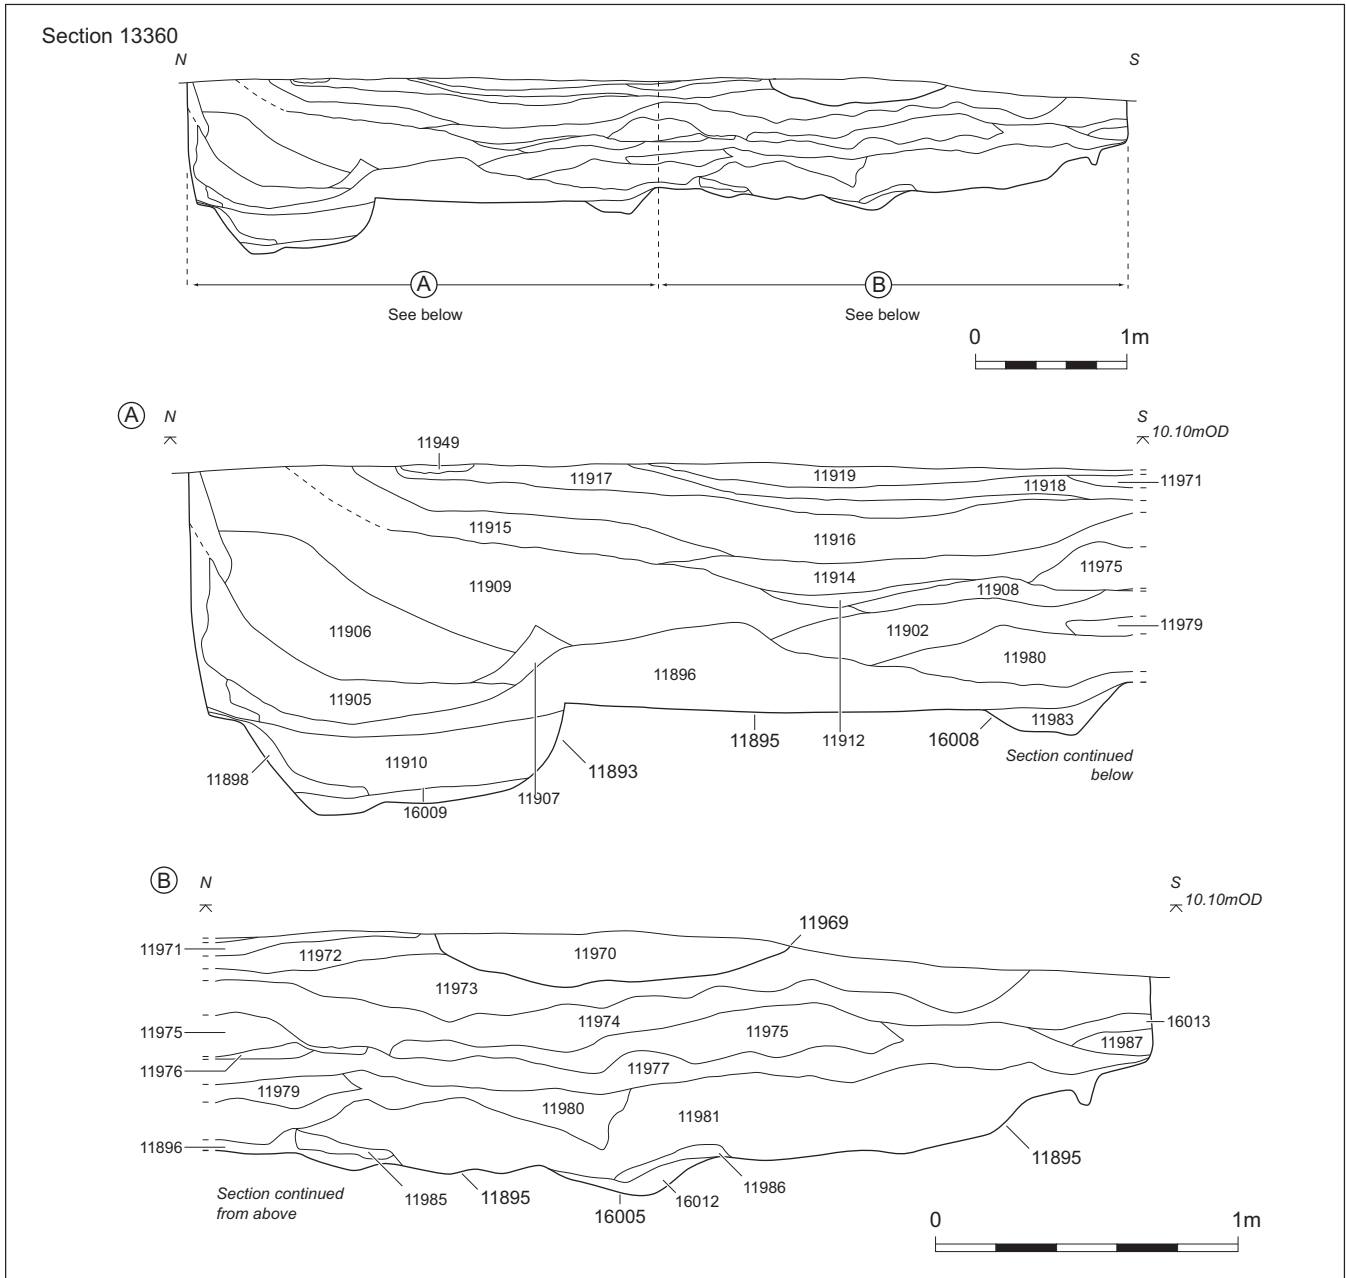 Section 13360
N
S
A
B
See below
See below
0 1m
A N
S
10.10mOD
11949
11919
11917
11918
11971
11915
11916
11975
11914
11909
11908
11906
11902
11979
11980
11896
11905
11983
11895
11912
16008
Section continued
below
11910
11893
11898
11907
16009
B N
S
10.10mOD
11969
11971
11972
11970
11973
11974
11975
11975
16013
11987
11976
11977
11979
11980
11981
11896
11895
11985
11895
11986
16012
16005
Section continued
from above
0 1m